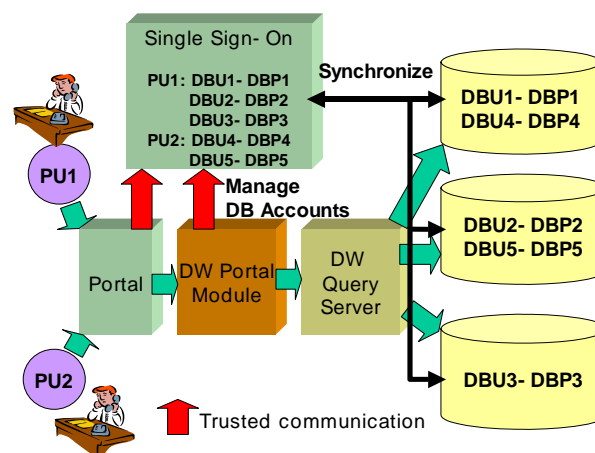 Single Sign- On
PU1: DBU1- DBP1
DBU2- DBP2
DBU3- DBP3
PU2: DBU4- DBP4
DBU5- DBP5
Synchronize
DBU1- DBP1
DBU4- DBP4
PU1
Manage
DB Accounts
DBU2- DBP2
DBU5- DBP5
Portal
DW Portal
Module
DW
Query
Server
PU2
DBU3- DBP3
Trusted communication